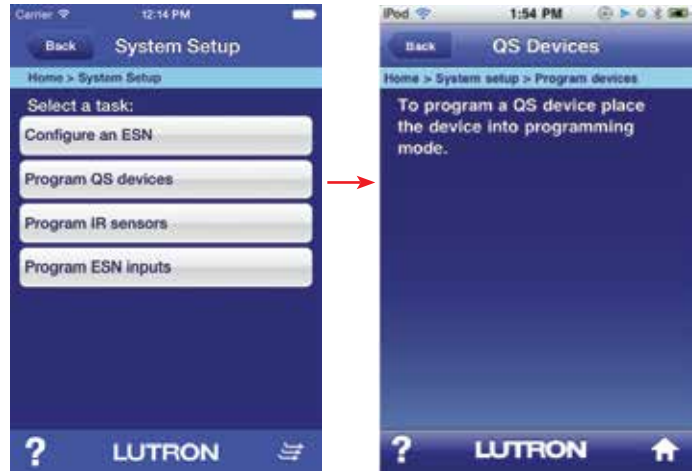 Carrier 12:14 PM
Back System Setup
Home > System Setup
Select a task:
Configure an ESN
Program QS devices
Program IR sensors
Program ESN inputs
? LUTRON
iPod 1:54 PM
Back QS Devices
Home > System setup > Program devices
To program a QS device place
the device into programming
mode.
? LUTRON